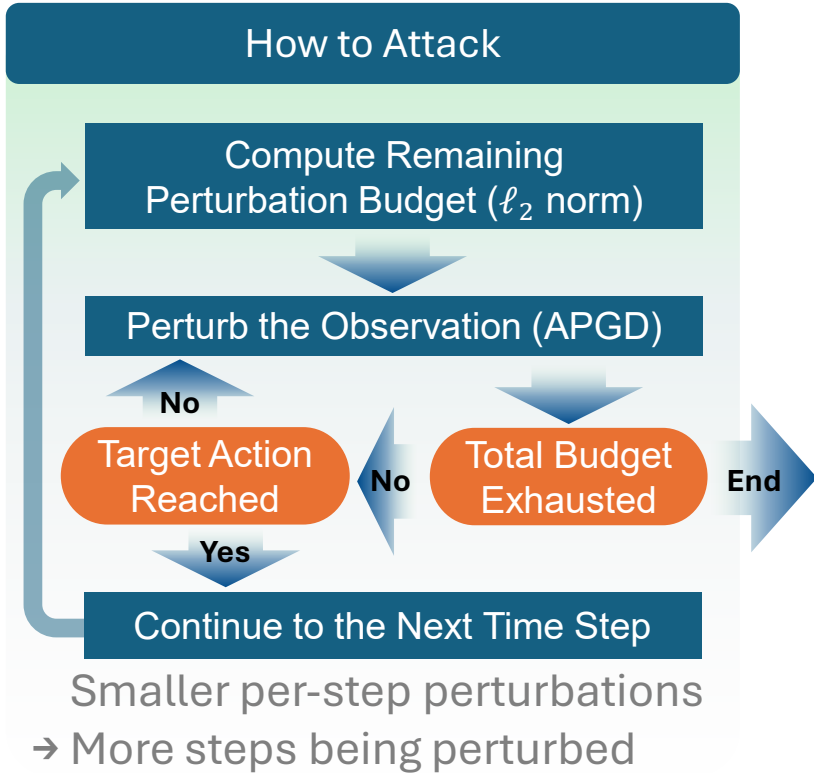 How to Attack
Compute Remaining
Perturbation Budget (ℓ₂ norm)
Perturb the Observation (APGD)
No
Target Action
Reached
No
Total Budget
Exhausted
End
Yes
Continue to the Next Time Step
Smaller per-step perturbations
→ More steps being perturbed